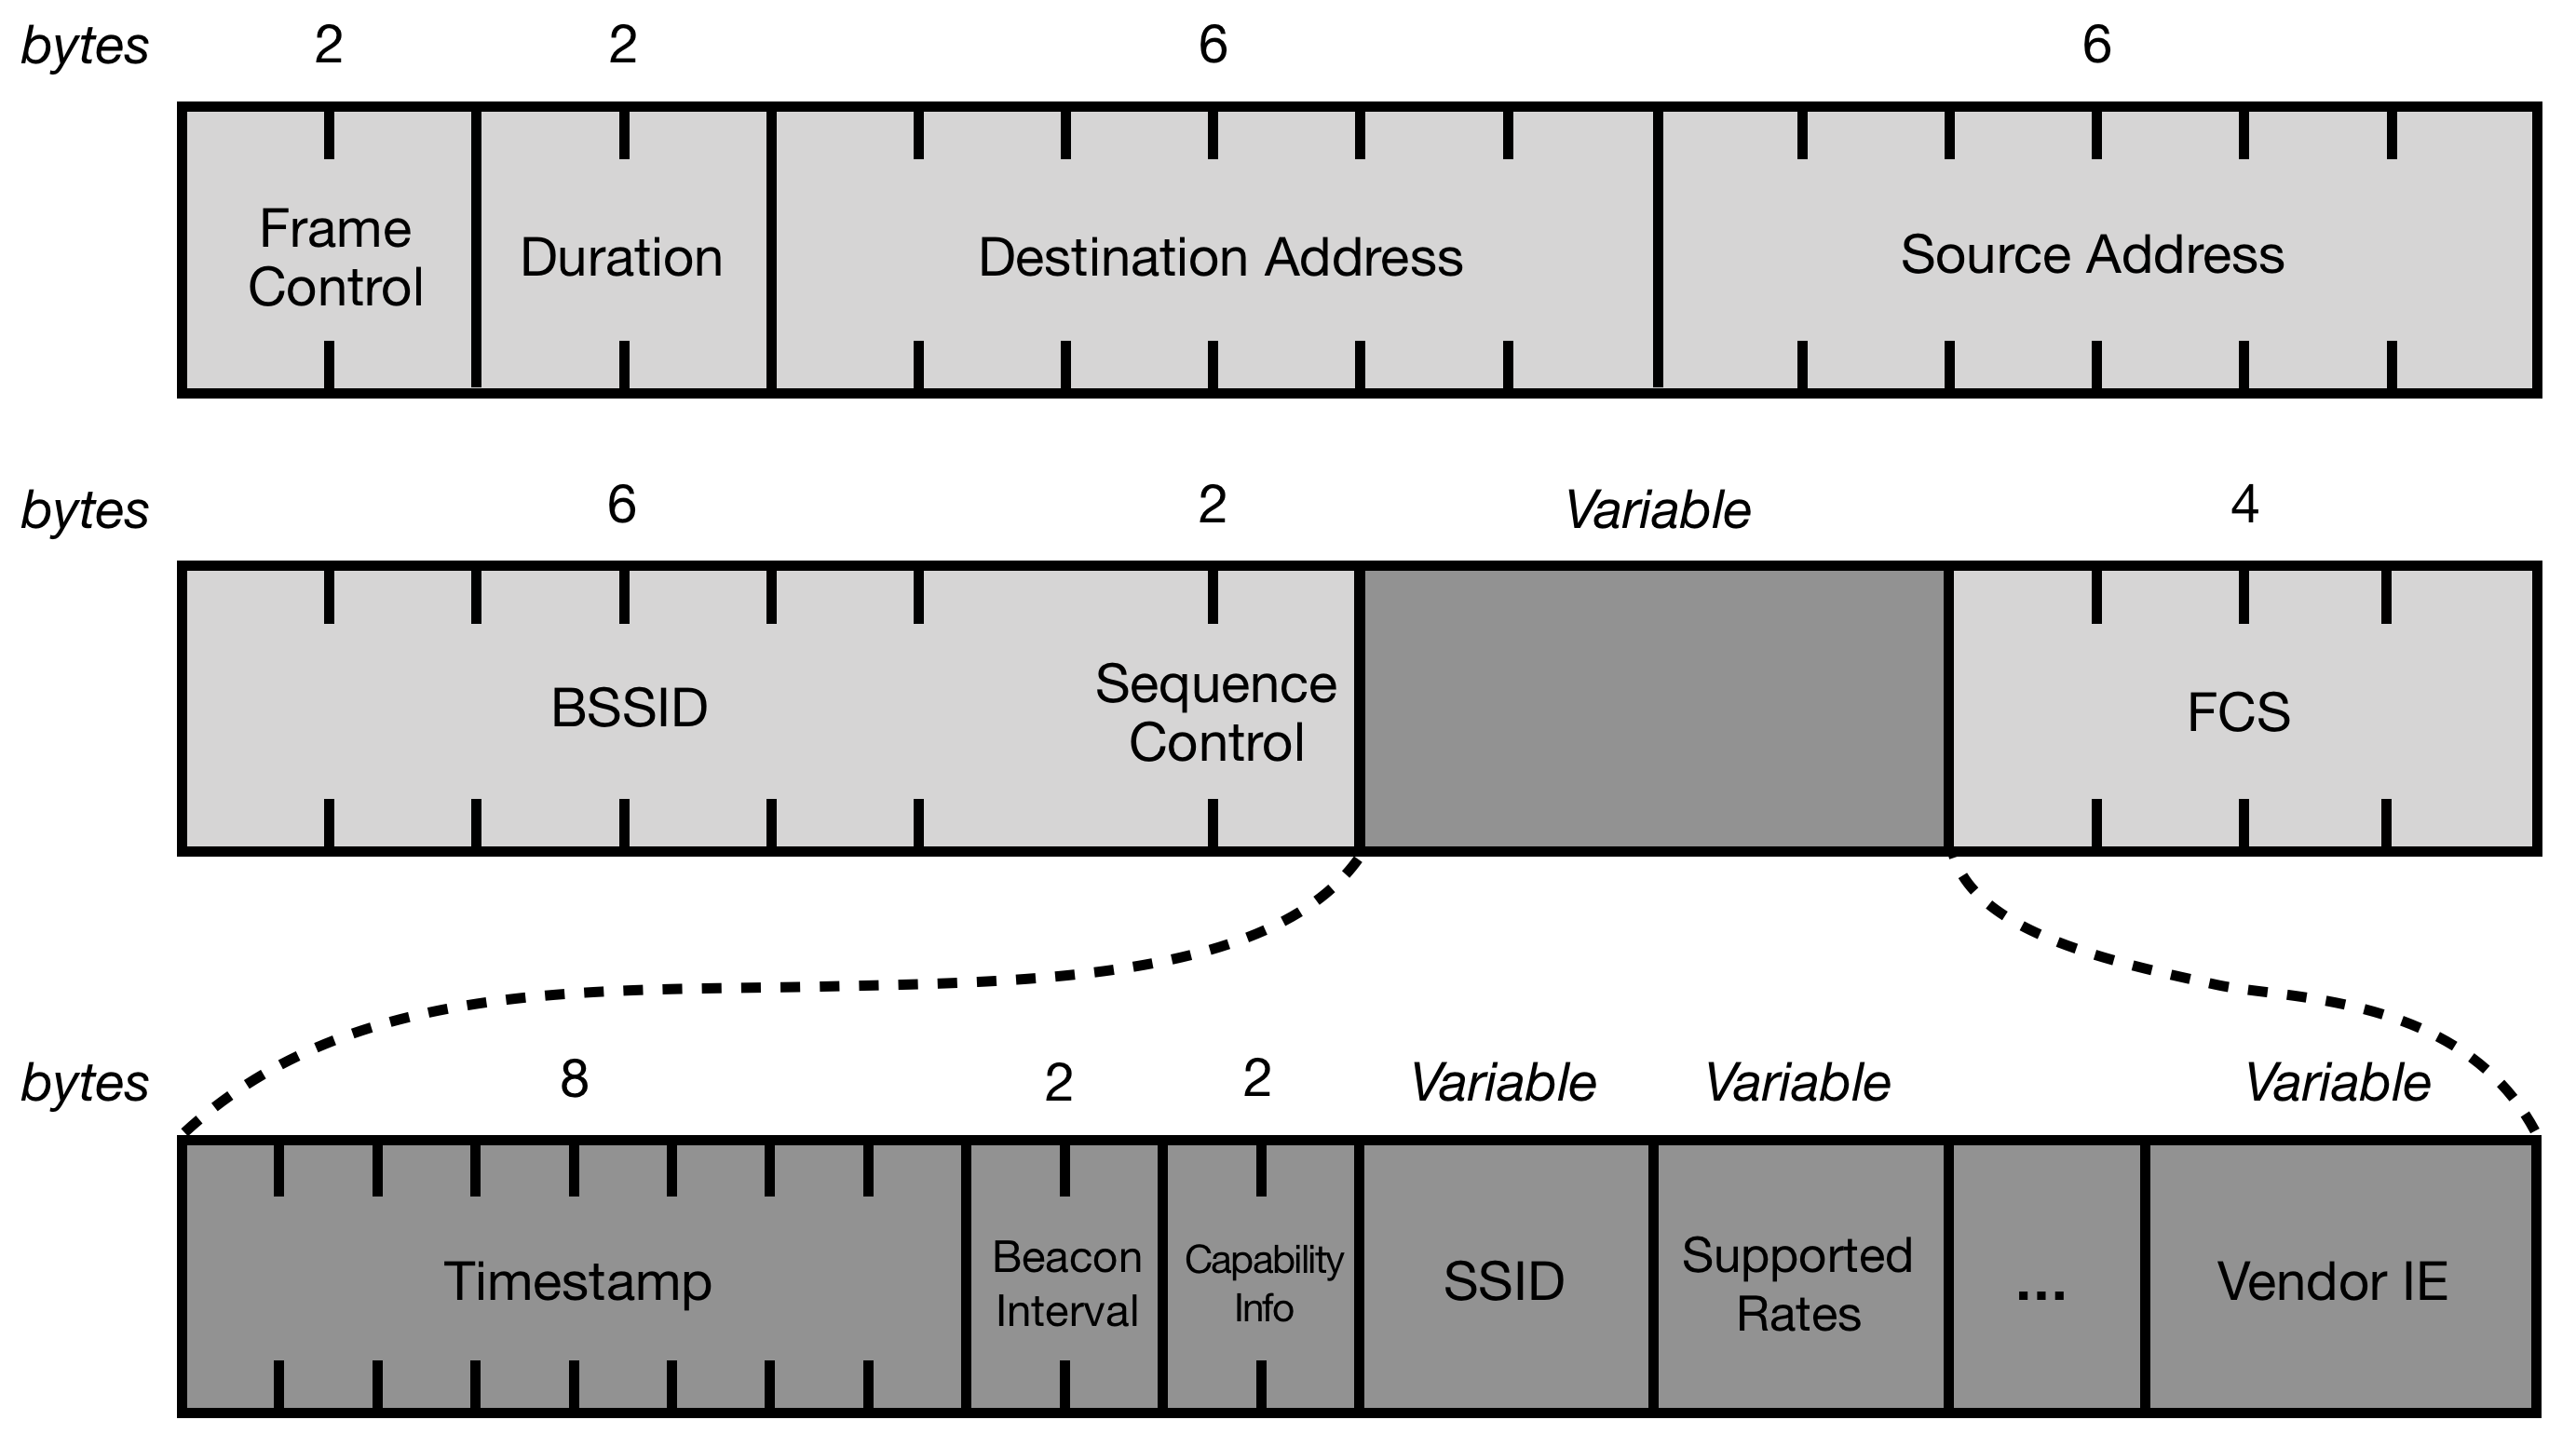 bytes 2 2 6 6
Frame
Control
Duration
Destination Address
Source Address
bytes 6 2 Variable 4
BSSID
Sequence
Control
FCS
bytes 8 2 2 Variable Variable Variable
Timestamp
Beacon
Interval
Capability
Info
SSID
Supported
Rates
...
Vendor IE